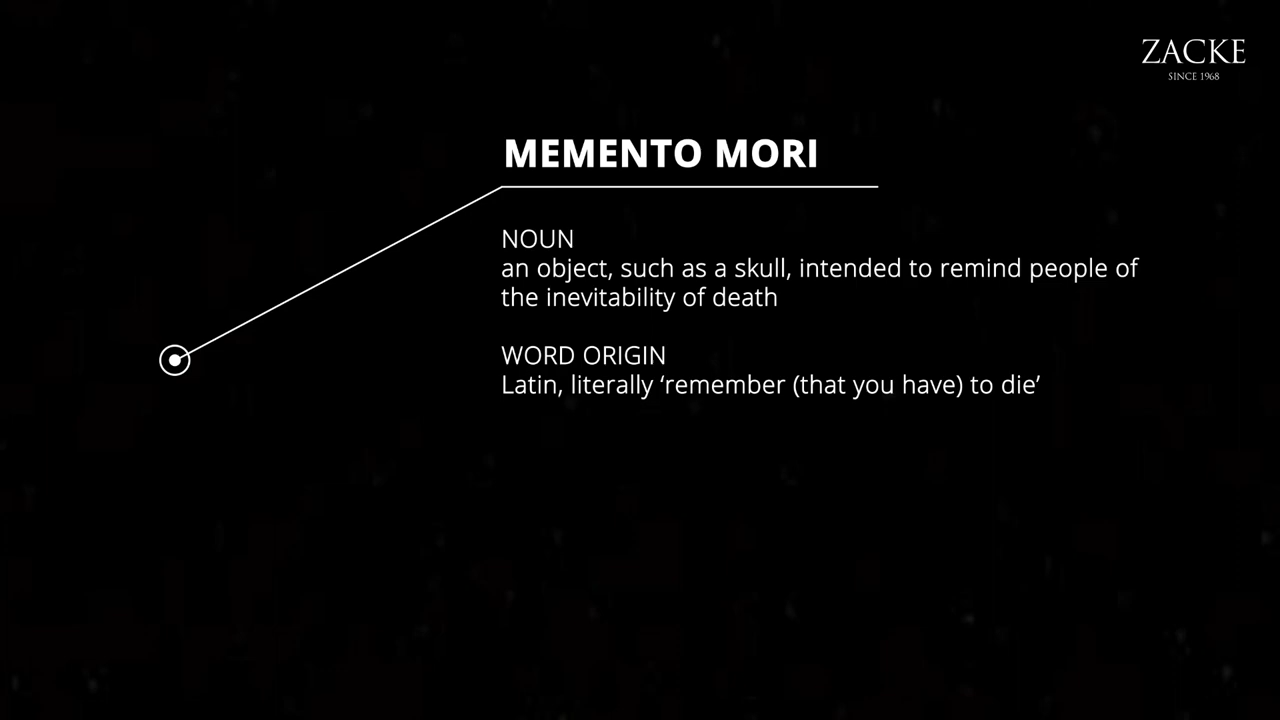 ZACKE
SINCE 1968
MEMENTO MORI
NOUN
an object, such as a skull, intended to remind people of
the inevitability of death
WORD ORIGIN
Latin, literally ‘remember (that you have) to die’